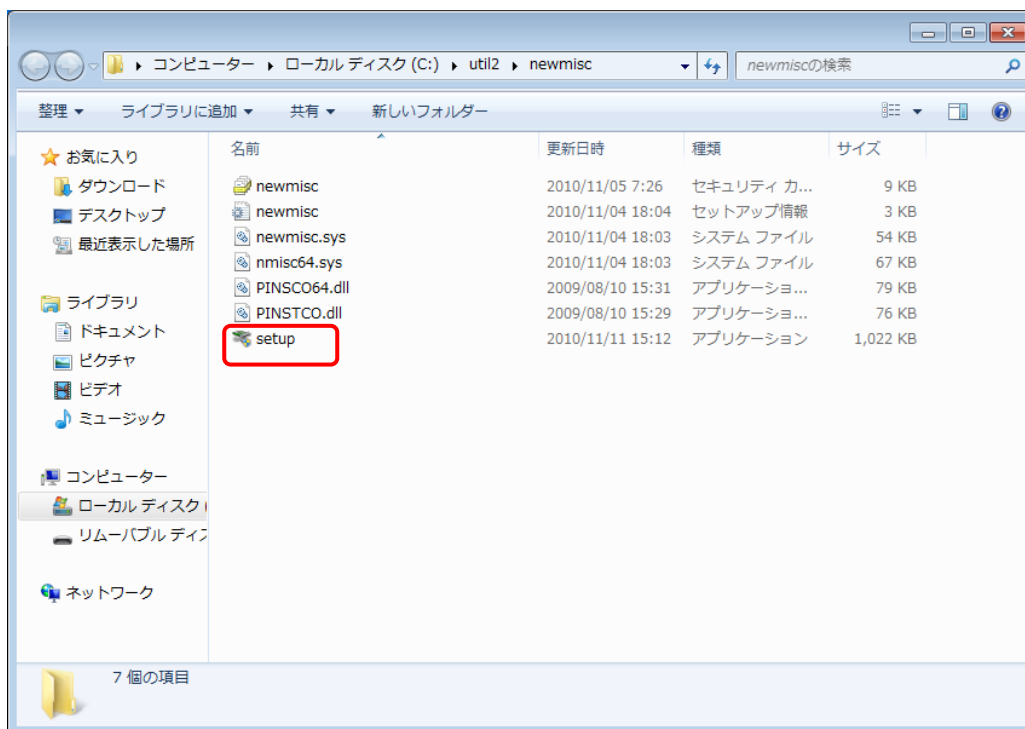 コンピューター ▸ ローカル ディスク (C:) ▸ util2 ▸ newmisc
newmiscの検索
整理 ライブラリに追加 共有 新しいフォルダー
お気に入り
ダウンロード
デスクトップ
最近表示した場所
ライブラリ
ドキュメント
ピクチャ
ビデオ
ミュージック
コンピューター
ローカル ディスク (
リムーバブル ディス
ネットワーク
名前 更新日時 種類 サイズ
newmisc 2010/11/05 7:26 セキュリティ カ... 9 KB
newmisc 2010/11/04 18:04 セットアップ情報 3 KB
newmisc.sys 2010/11/04 18:03 システム ファイル 54 KB
nmisc64.sys 2010/11/04 18:03 システム ファイル 67 KB
PINSCO64.dll 2009/08/10 15:31 アプリケーショ... 79 KB
PINSTCO.dll 2009/08/10 15:29 アプリケーショ... 76 KB
setup 2010/11/11 15:12 アプリケーション 1,022 KB
7 個の項目